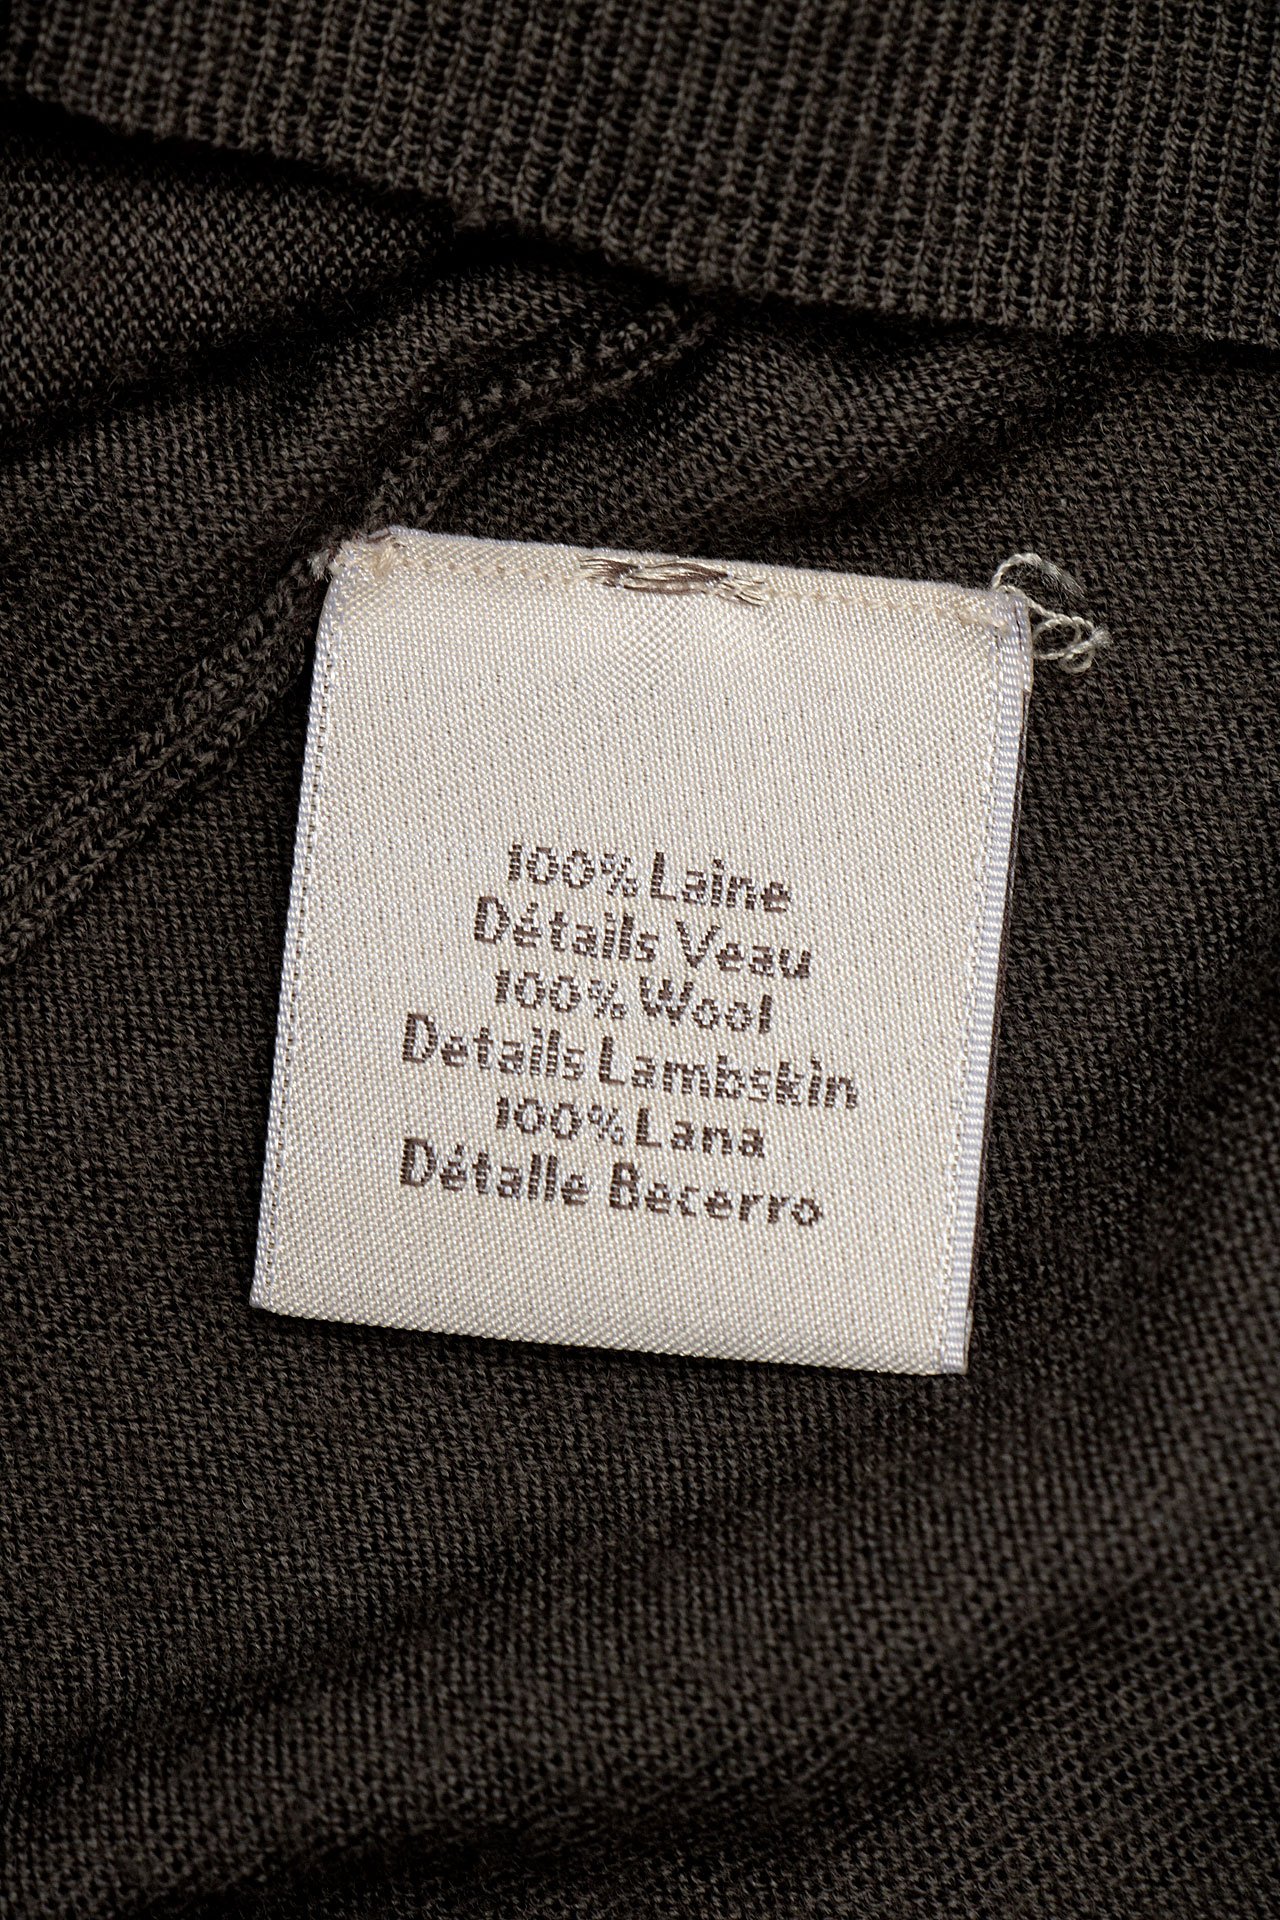 100% Laine
Détails Veau
100% Wool
Details Lambskin
100% Lana
Détalle Becerro